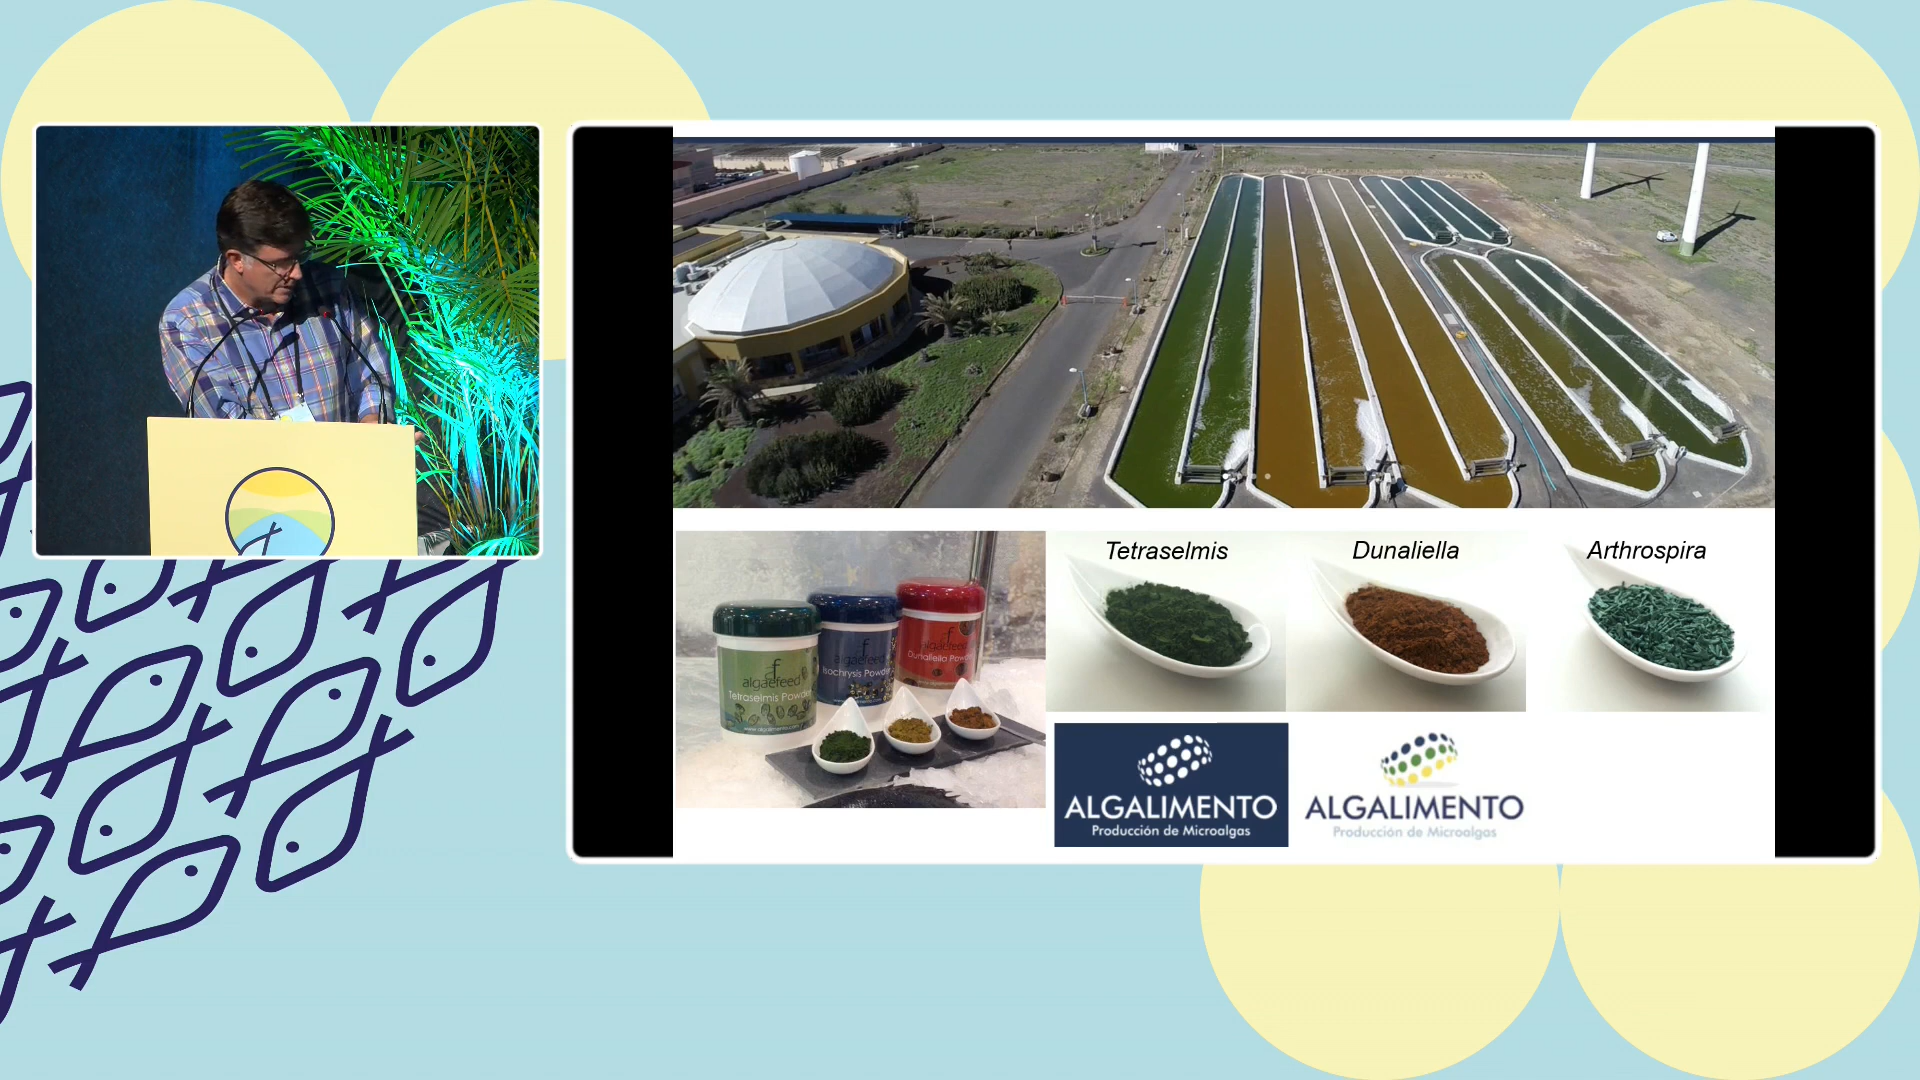 Tetraselmis
Dunaliella
Arthrospira
algaefeed
Tetraselmis Powder
algaefeed
Isochrysis Powder
algaefeed
Dunaliella Powder
ALGALIMENTO
Producción de Microalgas
ALGALIMENTO
Producción de Microalgas